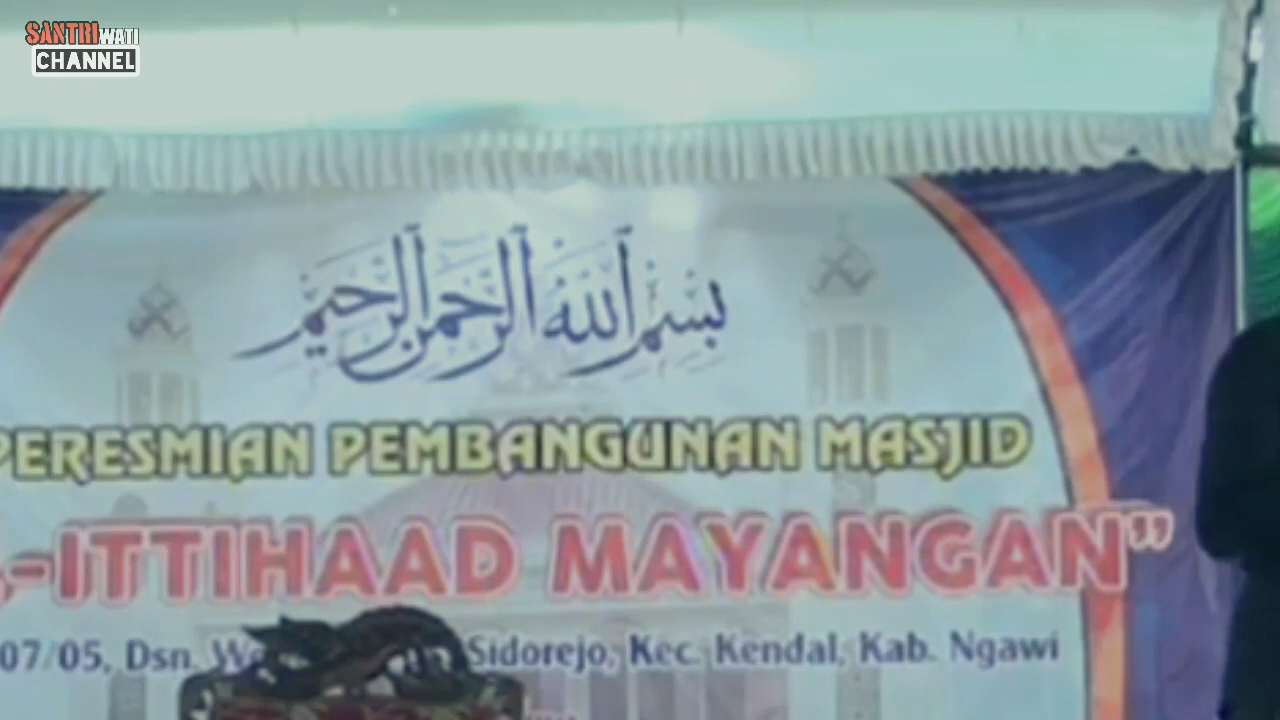 SANTRIWATI
CHANNEL
بسم الله الرحمن الرحيم
PERESMIAN PEMBANGUNAN MASJID
-ITTIHAAD MAYANGAN”
07/05, Dsn. Sidorejo, Kec. Kendal, Kab. Ngawi